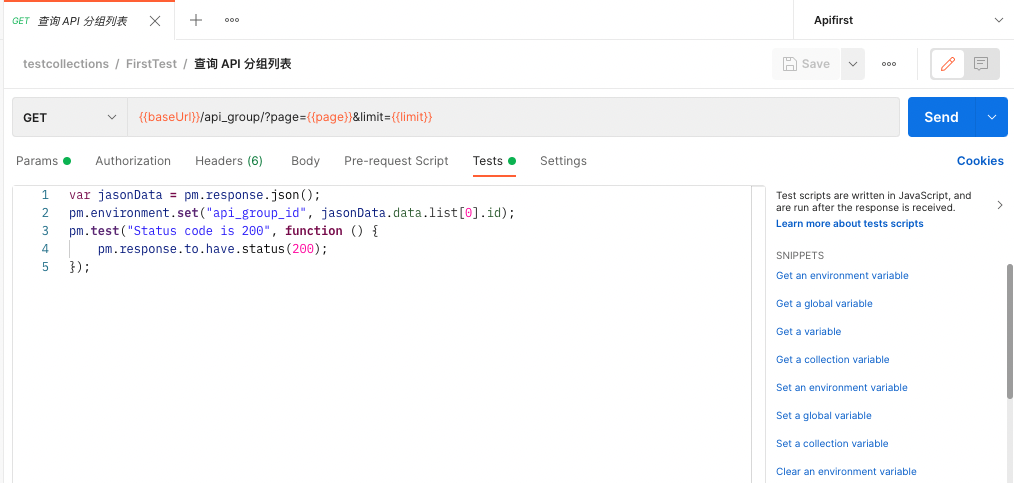 GET 查询 API 分组列表
Apifirst
testcollections / FirstTest / 查询 API 分组列表
Save
GET {{baseUrl}}/api_group/?page={{page}}&limit={{limit}} Send
Params Authorization Headers (6) Body Pre-request Script Tests Settings Cookies
1 var jasonData = pm.response.json();
2 pm.environment.set("api_group_id", jasonData.data.list[0].id);
3 pm.test("Status code is 200", function () {
4 pm.response.to.have.status(200);
5 });
Test scripts are written in JavaScript, and
are run after the response is received.
Learn more about tests scripts
SNIPPETS
Get an environment variable
Get a global variable
Get a variable
Get a collection variable
Set an environment variable
Set a global variable
Set a collection variable
Clear an environment variable